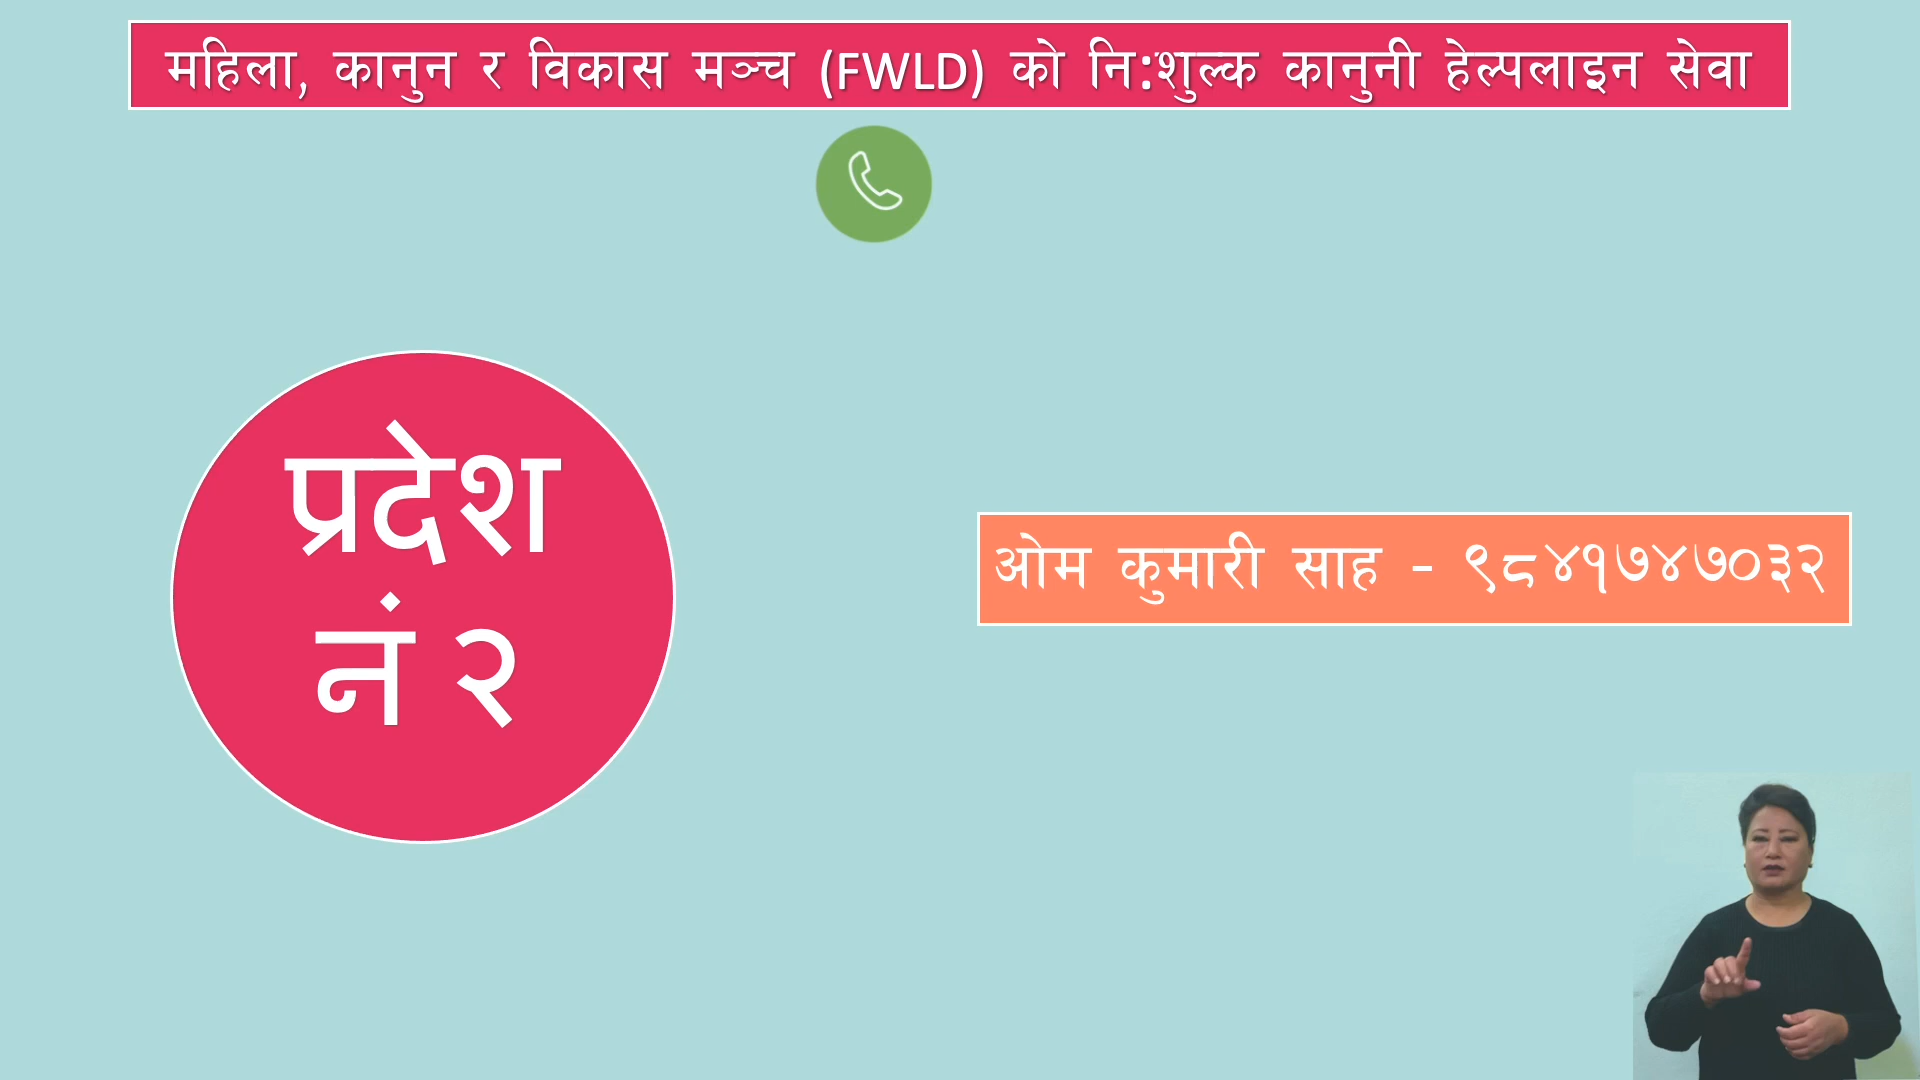 महिला, कानुन र विकास मञ्च (FWLD) को नि:शुल्क कानुनी हेल्पलाइन सेवा
प्रदेश
नं २
ओम कुमारी साह - ९८४१७४७०३२